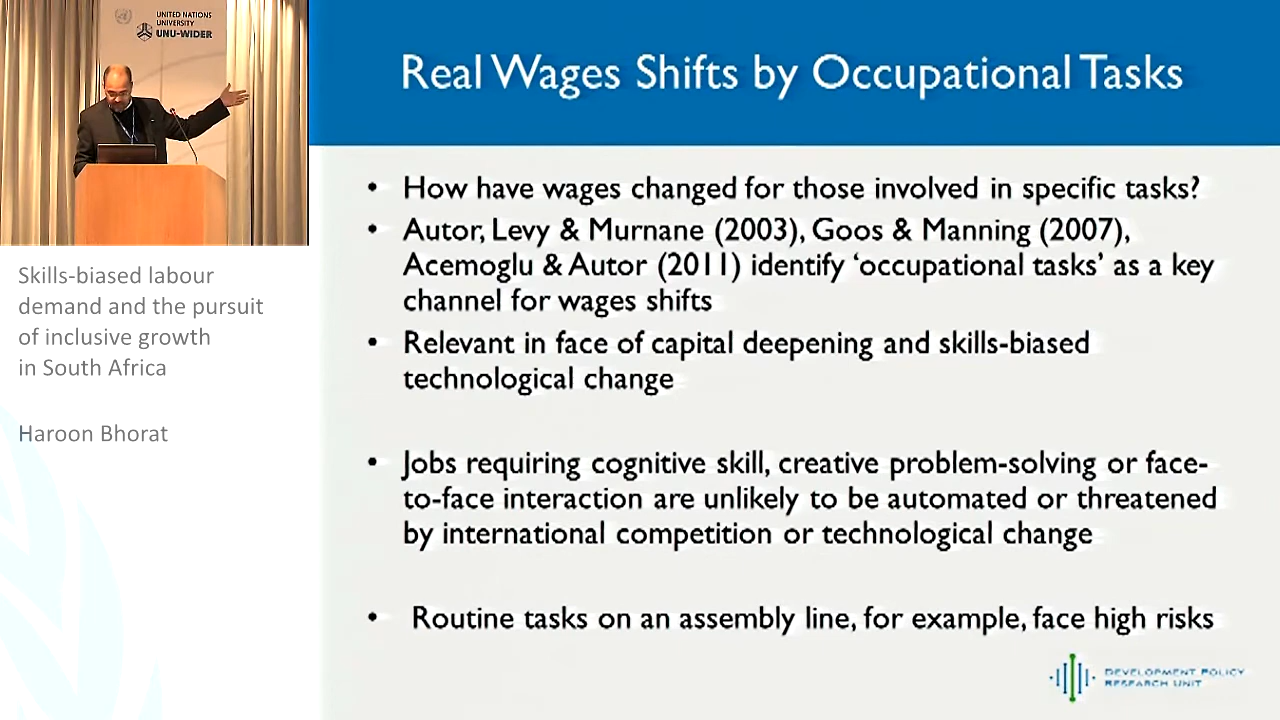 UNITED NATIONS
UNIVERSITY
UNU-WIDER
Real Wages Shifts by Occupational Tasks
• How have wages changed for those involved in specific tasks?
• Autor, Levy & Murnane (2003), Goos & Manning (2007),
Acemoglu & Autor (2011) identify ‘occupational tasks’ as a key
channel for wages shifts
• Relevant in face of capital deepening and skills-biased
technological change
• Jobs requiring cognitive skill, creative problem-solving or face-
to-face interaction are unlikely to be automated or threatened
by international competition or technological change
• Routine tasks on an assembly line, for example, face high risks
Skills-biased labour
demand and the pursuit
of inclusive growth
in South Africa
Haroon Bhorat
DEVELOPMENT POLICY
RESEARCH UNIT